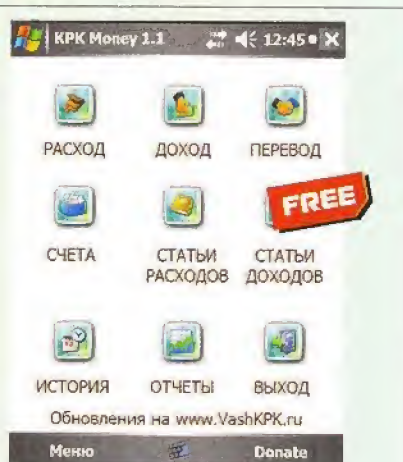 KPK Money 1.1 12:45
РАСХОД ДОХОД ПЕРЕВОД
FREE
СЧЕТА СТАТЬИ РАСХОДОВ СТАТЬИ ДОХОДОВ
ИСТОРИЯ ОТЧЕТЫ ВЫХОД
Обновления на www.VashKPK.ru
Меню Donate